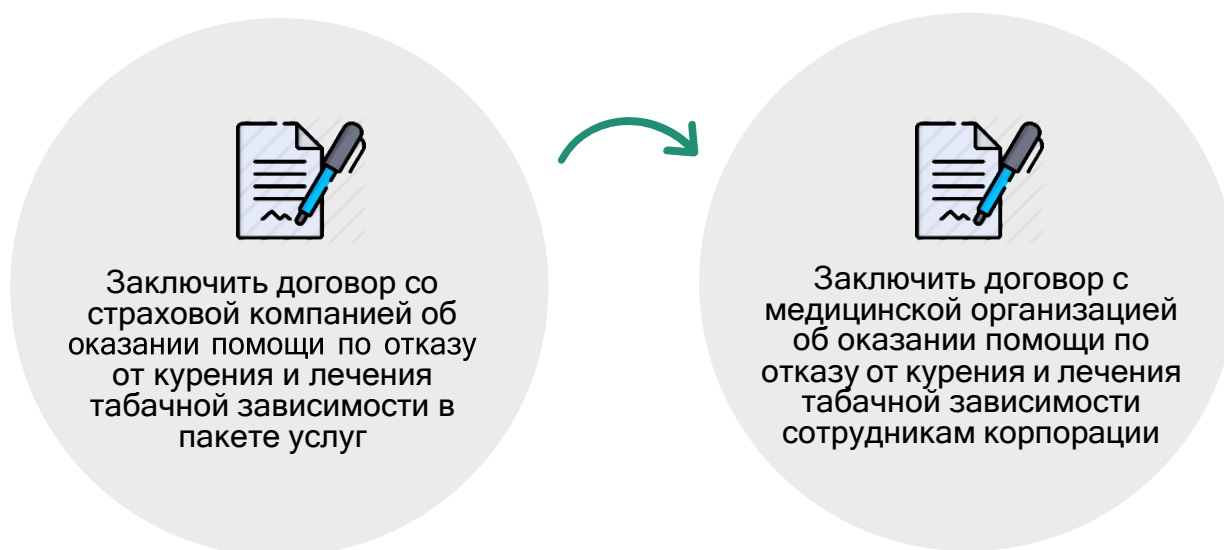 Заключить договор со
страховой компанией об
оказании помощи по отказу
от курения и лечения
табачной зависимости в
пакете услуг
Заключить договор с
медицинской организацией
об оказании помощи по
отказу от курения и лечения
табачной зависимости
сотрудникам корпорации